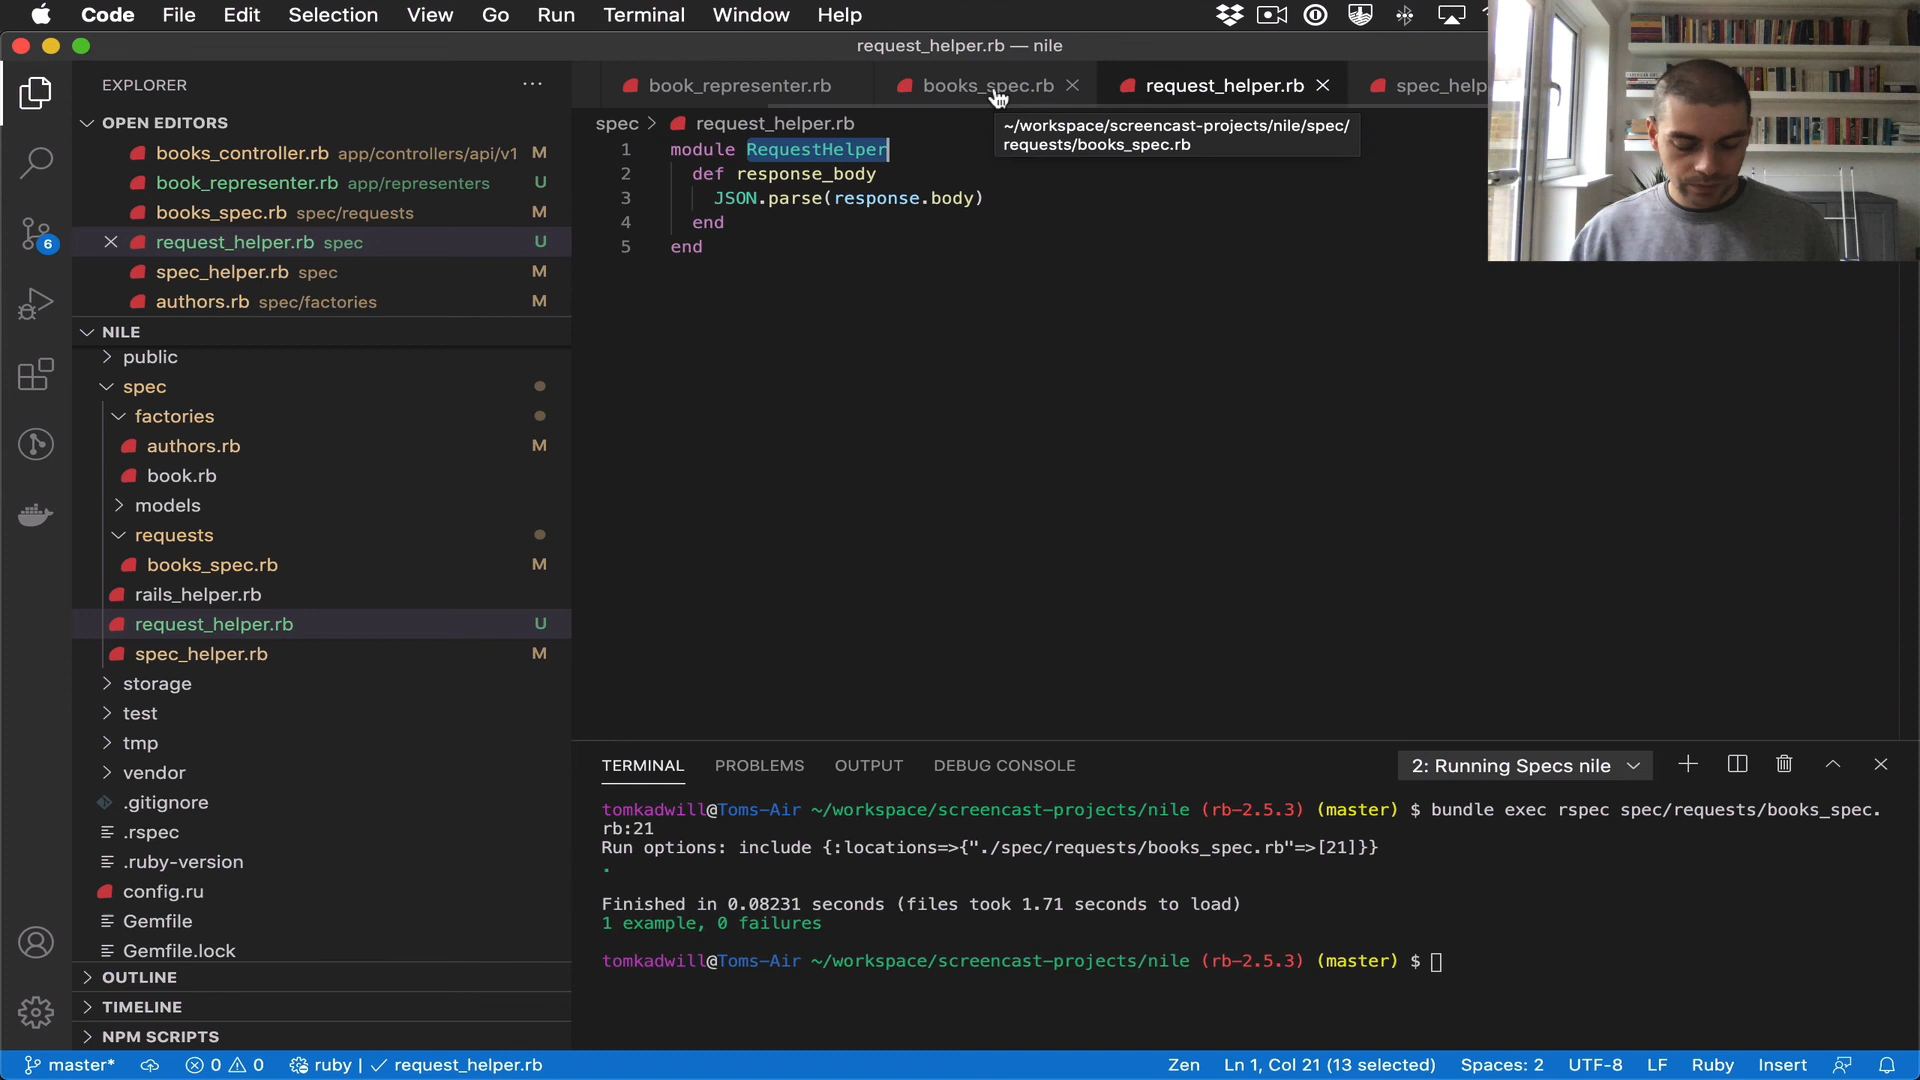 Code File Edit Selection View Go Run Terminal Window Help
request_helper.rb — nile
EXPLORER
book_representer.rb
books_spec.rb
request_helper.rb
spec_help
OPEN EDITORS
books_controller.rb app/controllers/api/v1 M
book_representer.rb app/representers U
books_spec.rb spec/requests M
request_helper.rb spec U
spec_helper.rb spec M
authors.rb spec/factories M
NILE
public
spec
factories
authors.rb M
book.rb
models
requests
books_spec.rb M
rails_helper.rb
request_helper.rb U
spec_helper.rb M
storage
test
tmp
vendor
.gitignore
.rspec
.ruby-version
config.ru
Gemfile
Gemfile.lock
OUTLINE
TIMELINE
NPM SCRIPTS
6
spec > request_helper.rb
~/workspace/screencast-projects/nile/spec/
requests/books_spec.rb
1 module RequestHelper
2 def response_body
3 JSON.parse(response.body)
4 end
5 end
TERMINAL PROBLEMS OUTPUT DEBUG CONSOLE
2: Running Specs nile
tomkadwill@Toms-Air ~/workspace/screencast-projects/nile (rb-2.5.3) (master) $ bundle exec rspec spec/requests/books_spec.
rb:21
Run options: include {:locations=>{"./spec/requests/books_spec.rb"=>[21]}}
.
Finished in 0.08231 seconds (files took 1.71 seconds to load)
1 example, 0 failures
tomkadwill@Toms-Air ~/workspace/screencast-projects/nile (rb-2.5.3) (master) $
master* 0 0 ruby | ✓ request_helper.rb
Zen Ln 1, Col 21 (13 selected) Spaces: 2 UTF-8 LF Ruby Insert